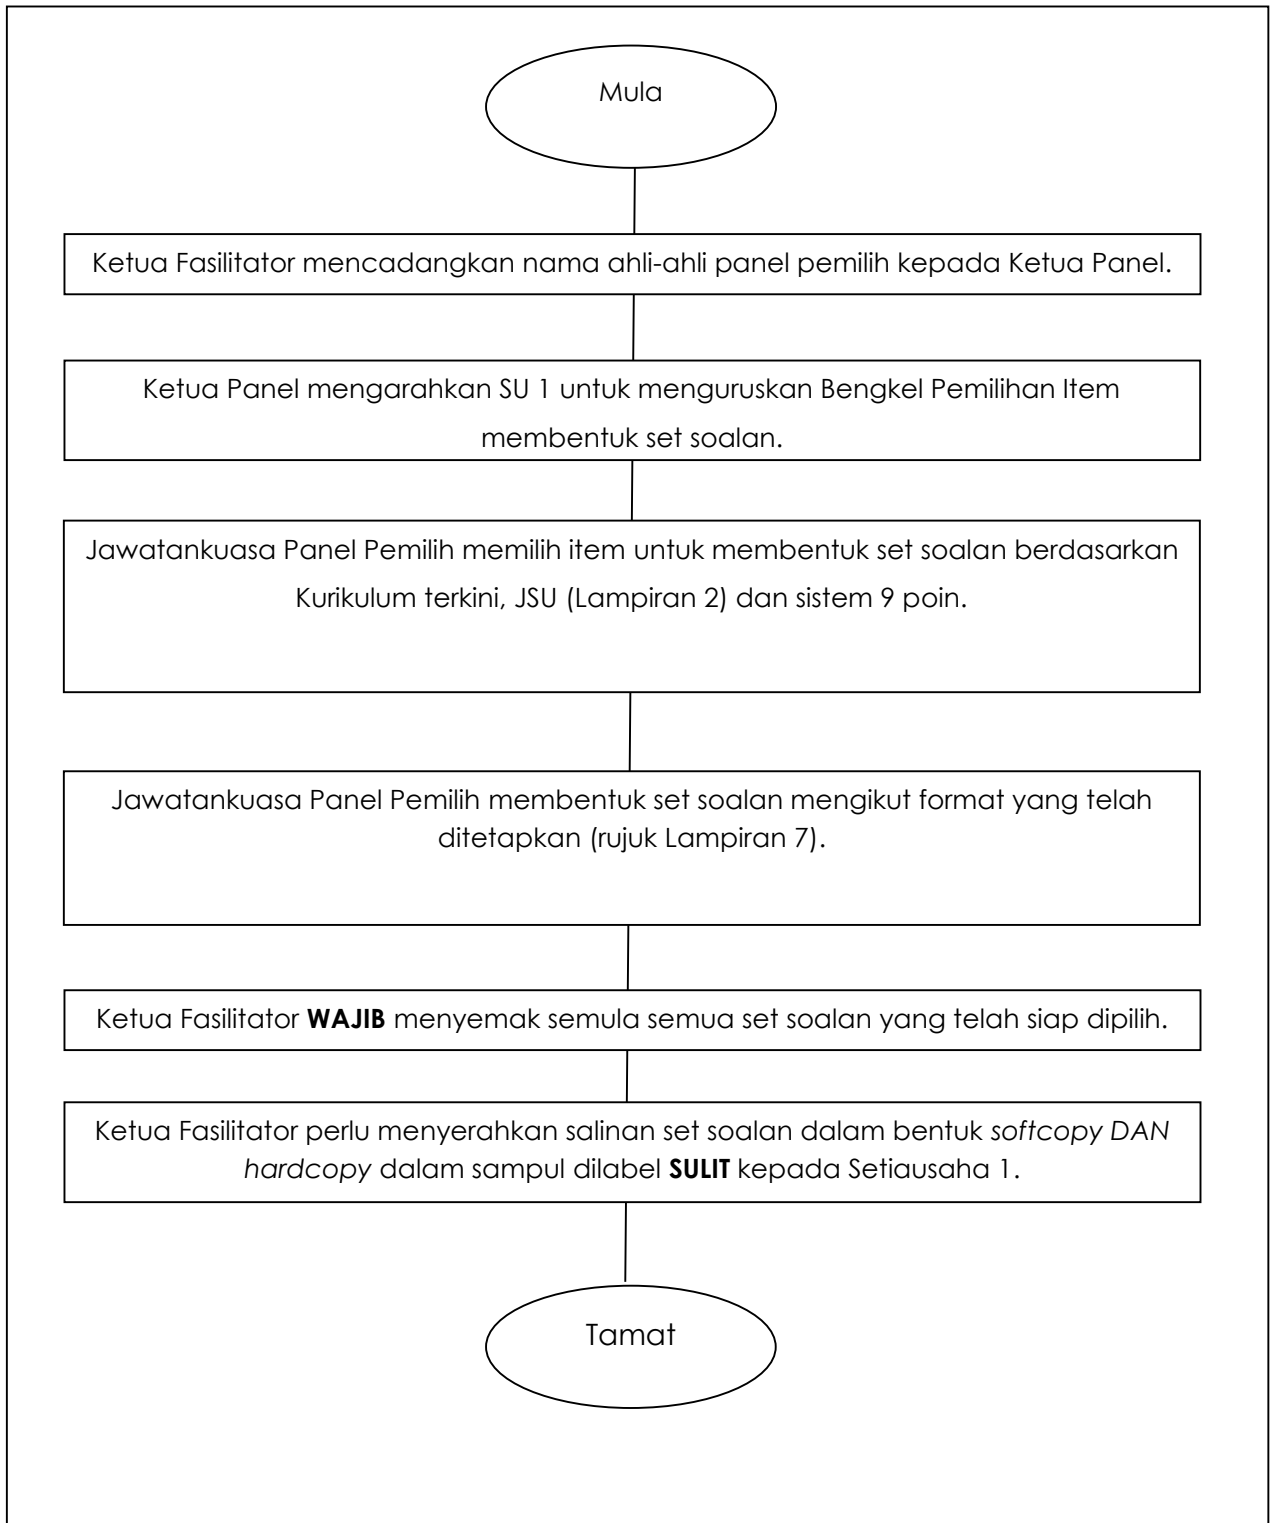 Mula
Ketua Fasilitator mencadangkan nama ahli-ahli panel pemilih kepada Ketua Panel.
Ketua Panel mengarahkan SU 1 untuk menguruskan Bengkel Pemilihan Item
membentuk set soalan.
Jawatankuasa Panel Pemilih memilih item untuk membentuk set soalan berdasarkan
Kurikulum terkini, JSU (Lampiran 2) dan sistem 9 poin.
Jawatankuasa Panel Pemilih membentuk set soalan mengikut format yang telah
ditetapkan (rujuk Lampiran 7).
Ketua Fasilitator WAJIB menyemak semula semua set soalan yang telah siap dipilih.
Ketua Fasilitator perlu menyerahkan salinan set soalan dalam bentuk softcopy DAN
hardcopy dalam sampul dilabel SULIT kepada Setiausaha 1.
Tamat